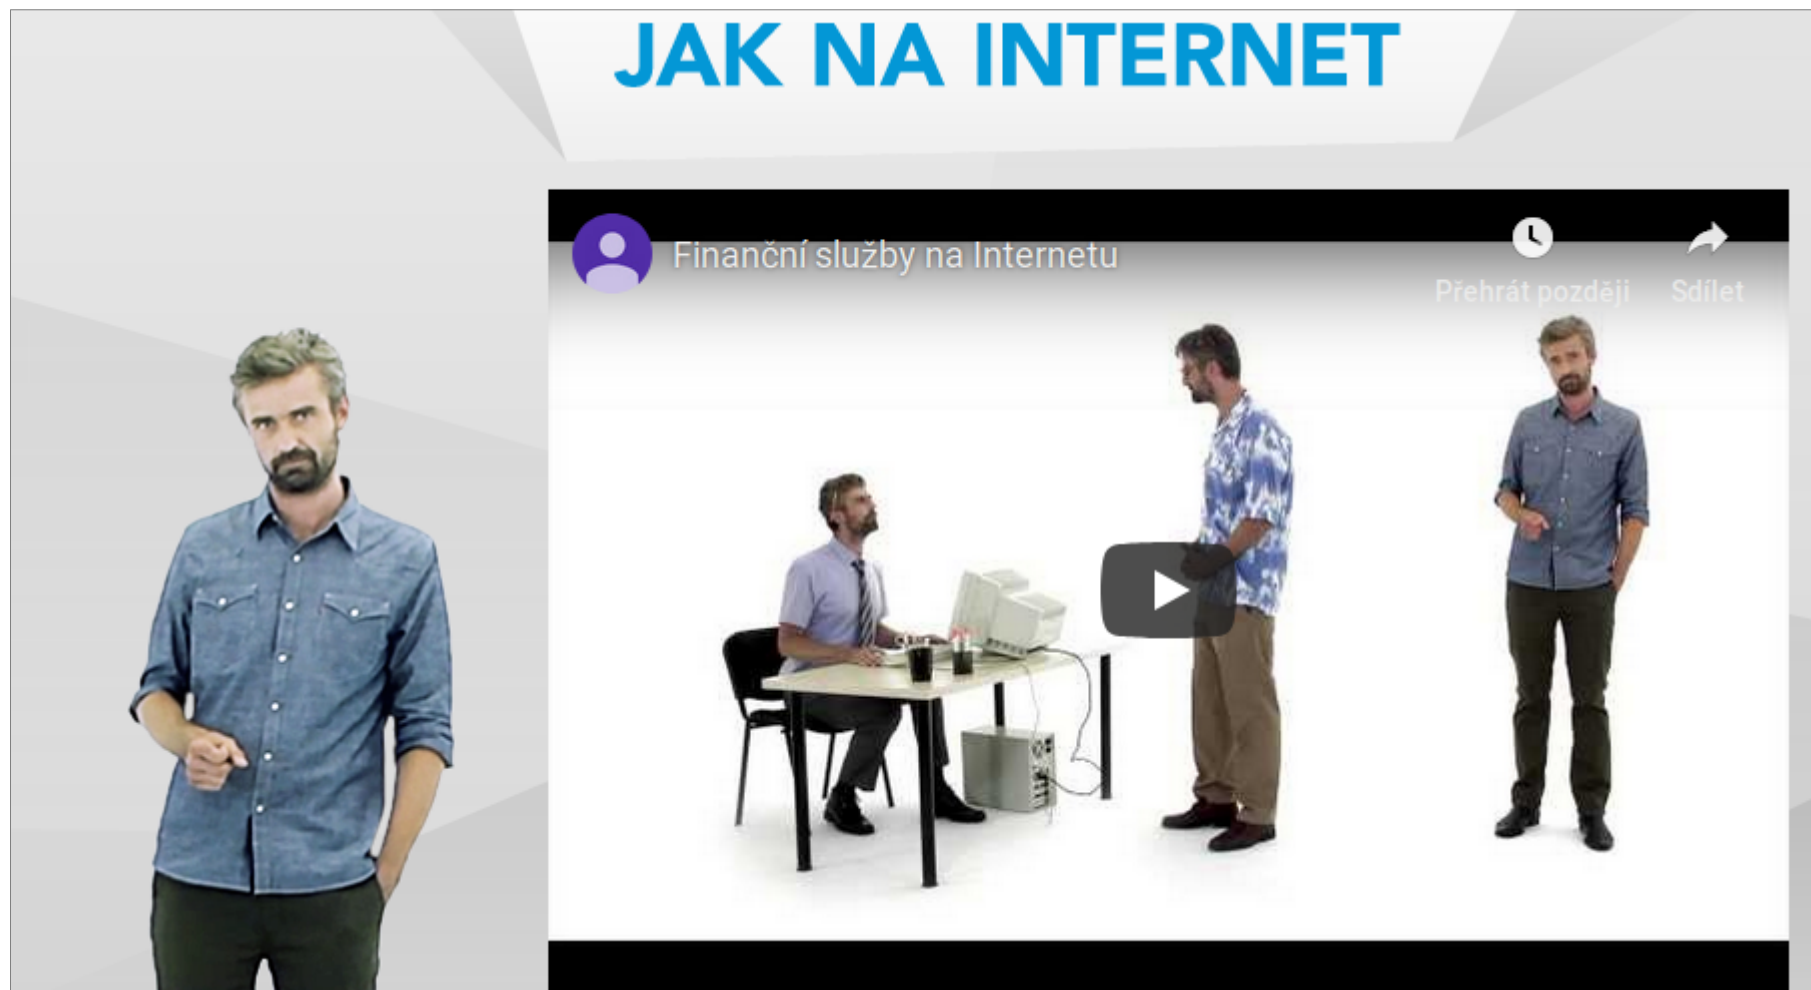 JAK NA INTERNET
Finanční služby na Internetu
Přehrát později
Sdílet